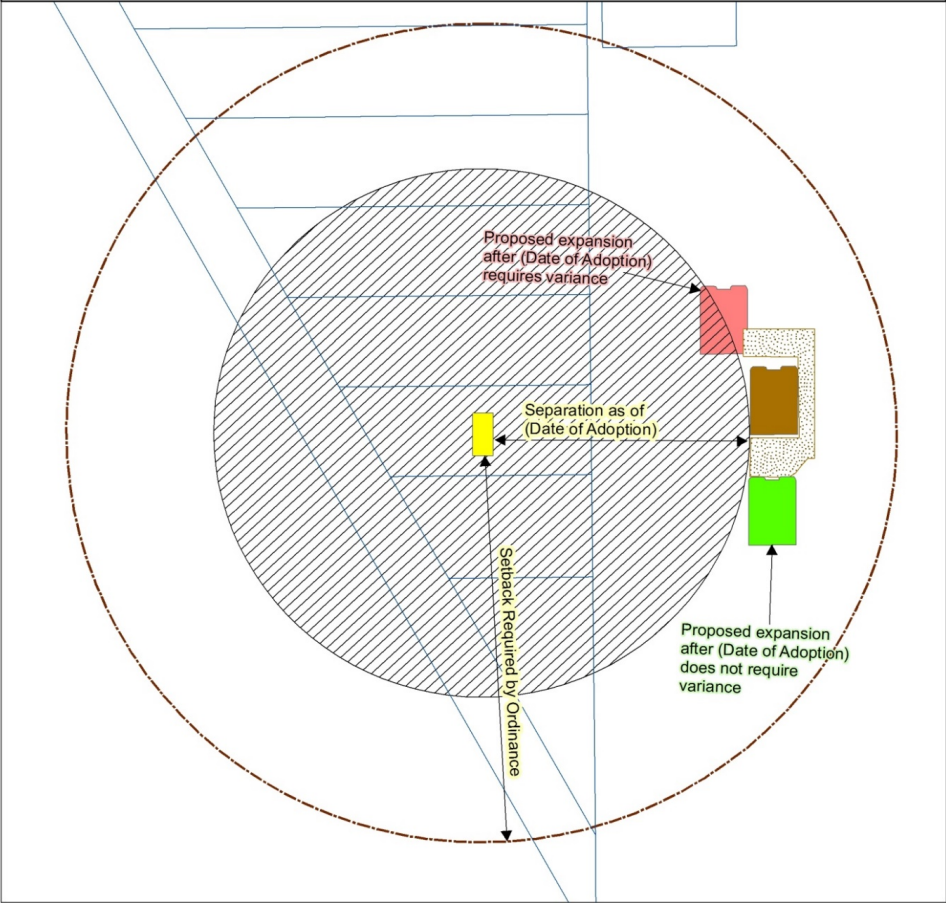 Proposed expansion
after (Date of Adoption)
requires variance
Separation as of
(Date of Adoption)
Setback Required by Ordinance
Proposed expansion
after (Date of Adoption)
does not require
variance